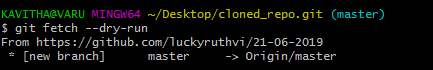 KAVITHA@VARU MINGW64 ~/Desktop/cloned_repo.git (master)
$ git fetch --dry-run
From https://github.com/luckyruthvi/21-06-2019
 * [new branch]      master     -> Origin/master